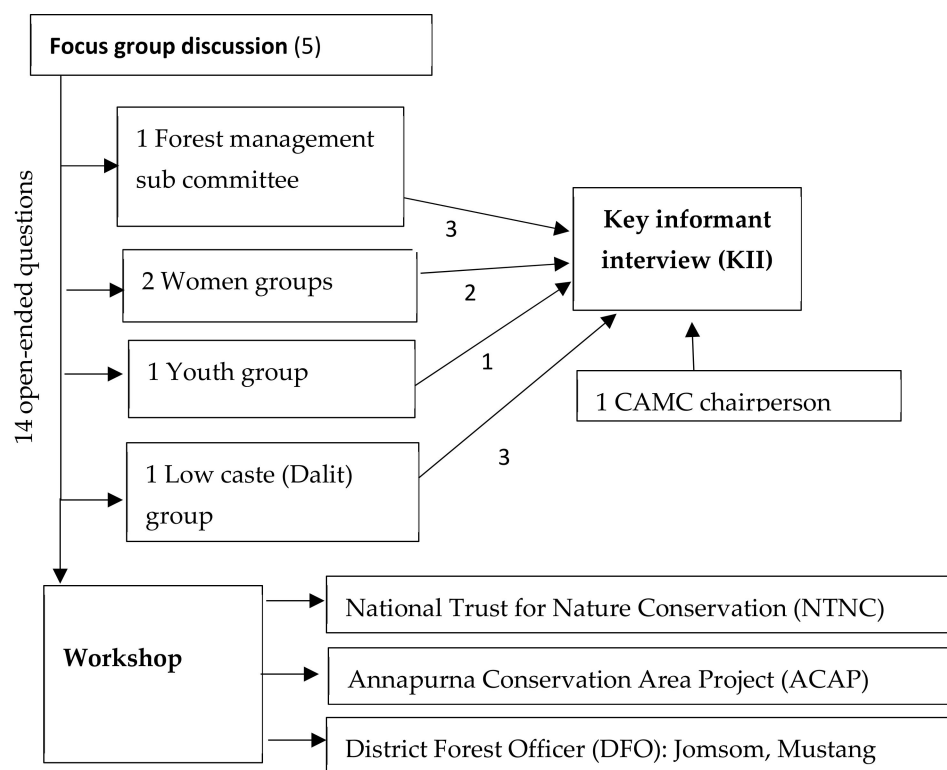 Focus group discussion (5)
14 open-ended questions
1 Forest management
sub committee
3
Key informant
interview (KII)
2 Women groups
2
1 Youth group
1
1 CAMC chairperson
1 Low caste (Dalit)
group
3
Workshop
National Trust for Nature Conservation (NTNC)
Annapurna Conservation Area Project (ACAP)
District Forest Officer (DFO): Jomsom, Mustang